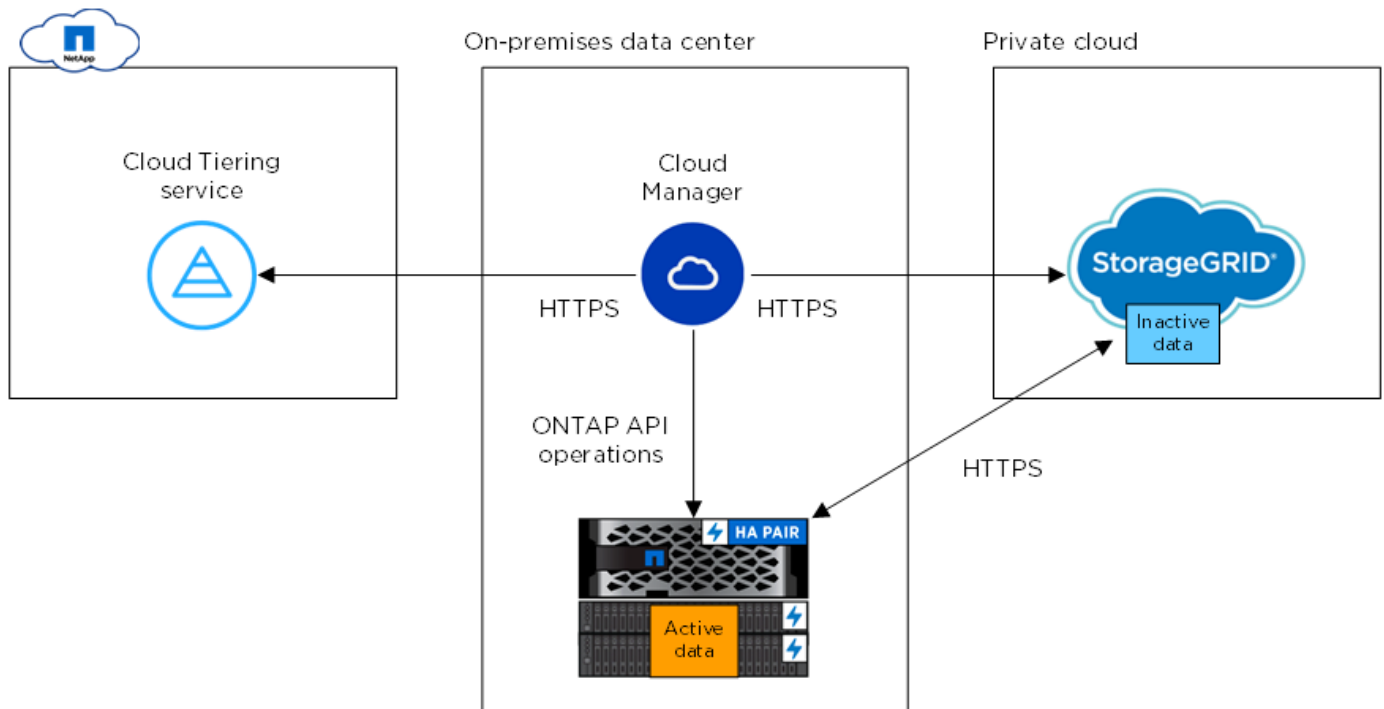 NetApp
On-premises data center
Private cloud
Cloud Tiering
service
Cloud
Manager
StorageGRID®
Inactive
data
HTTPS
HTTPS
ONTAP API
operations
HTTPS
HA PAIR
Active
data